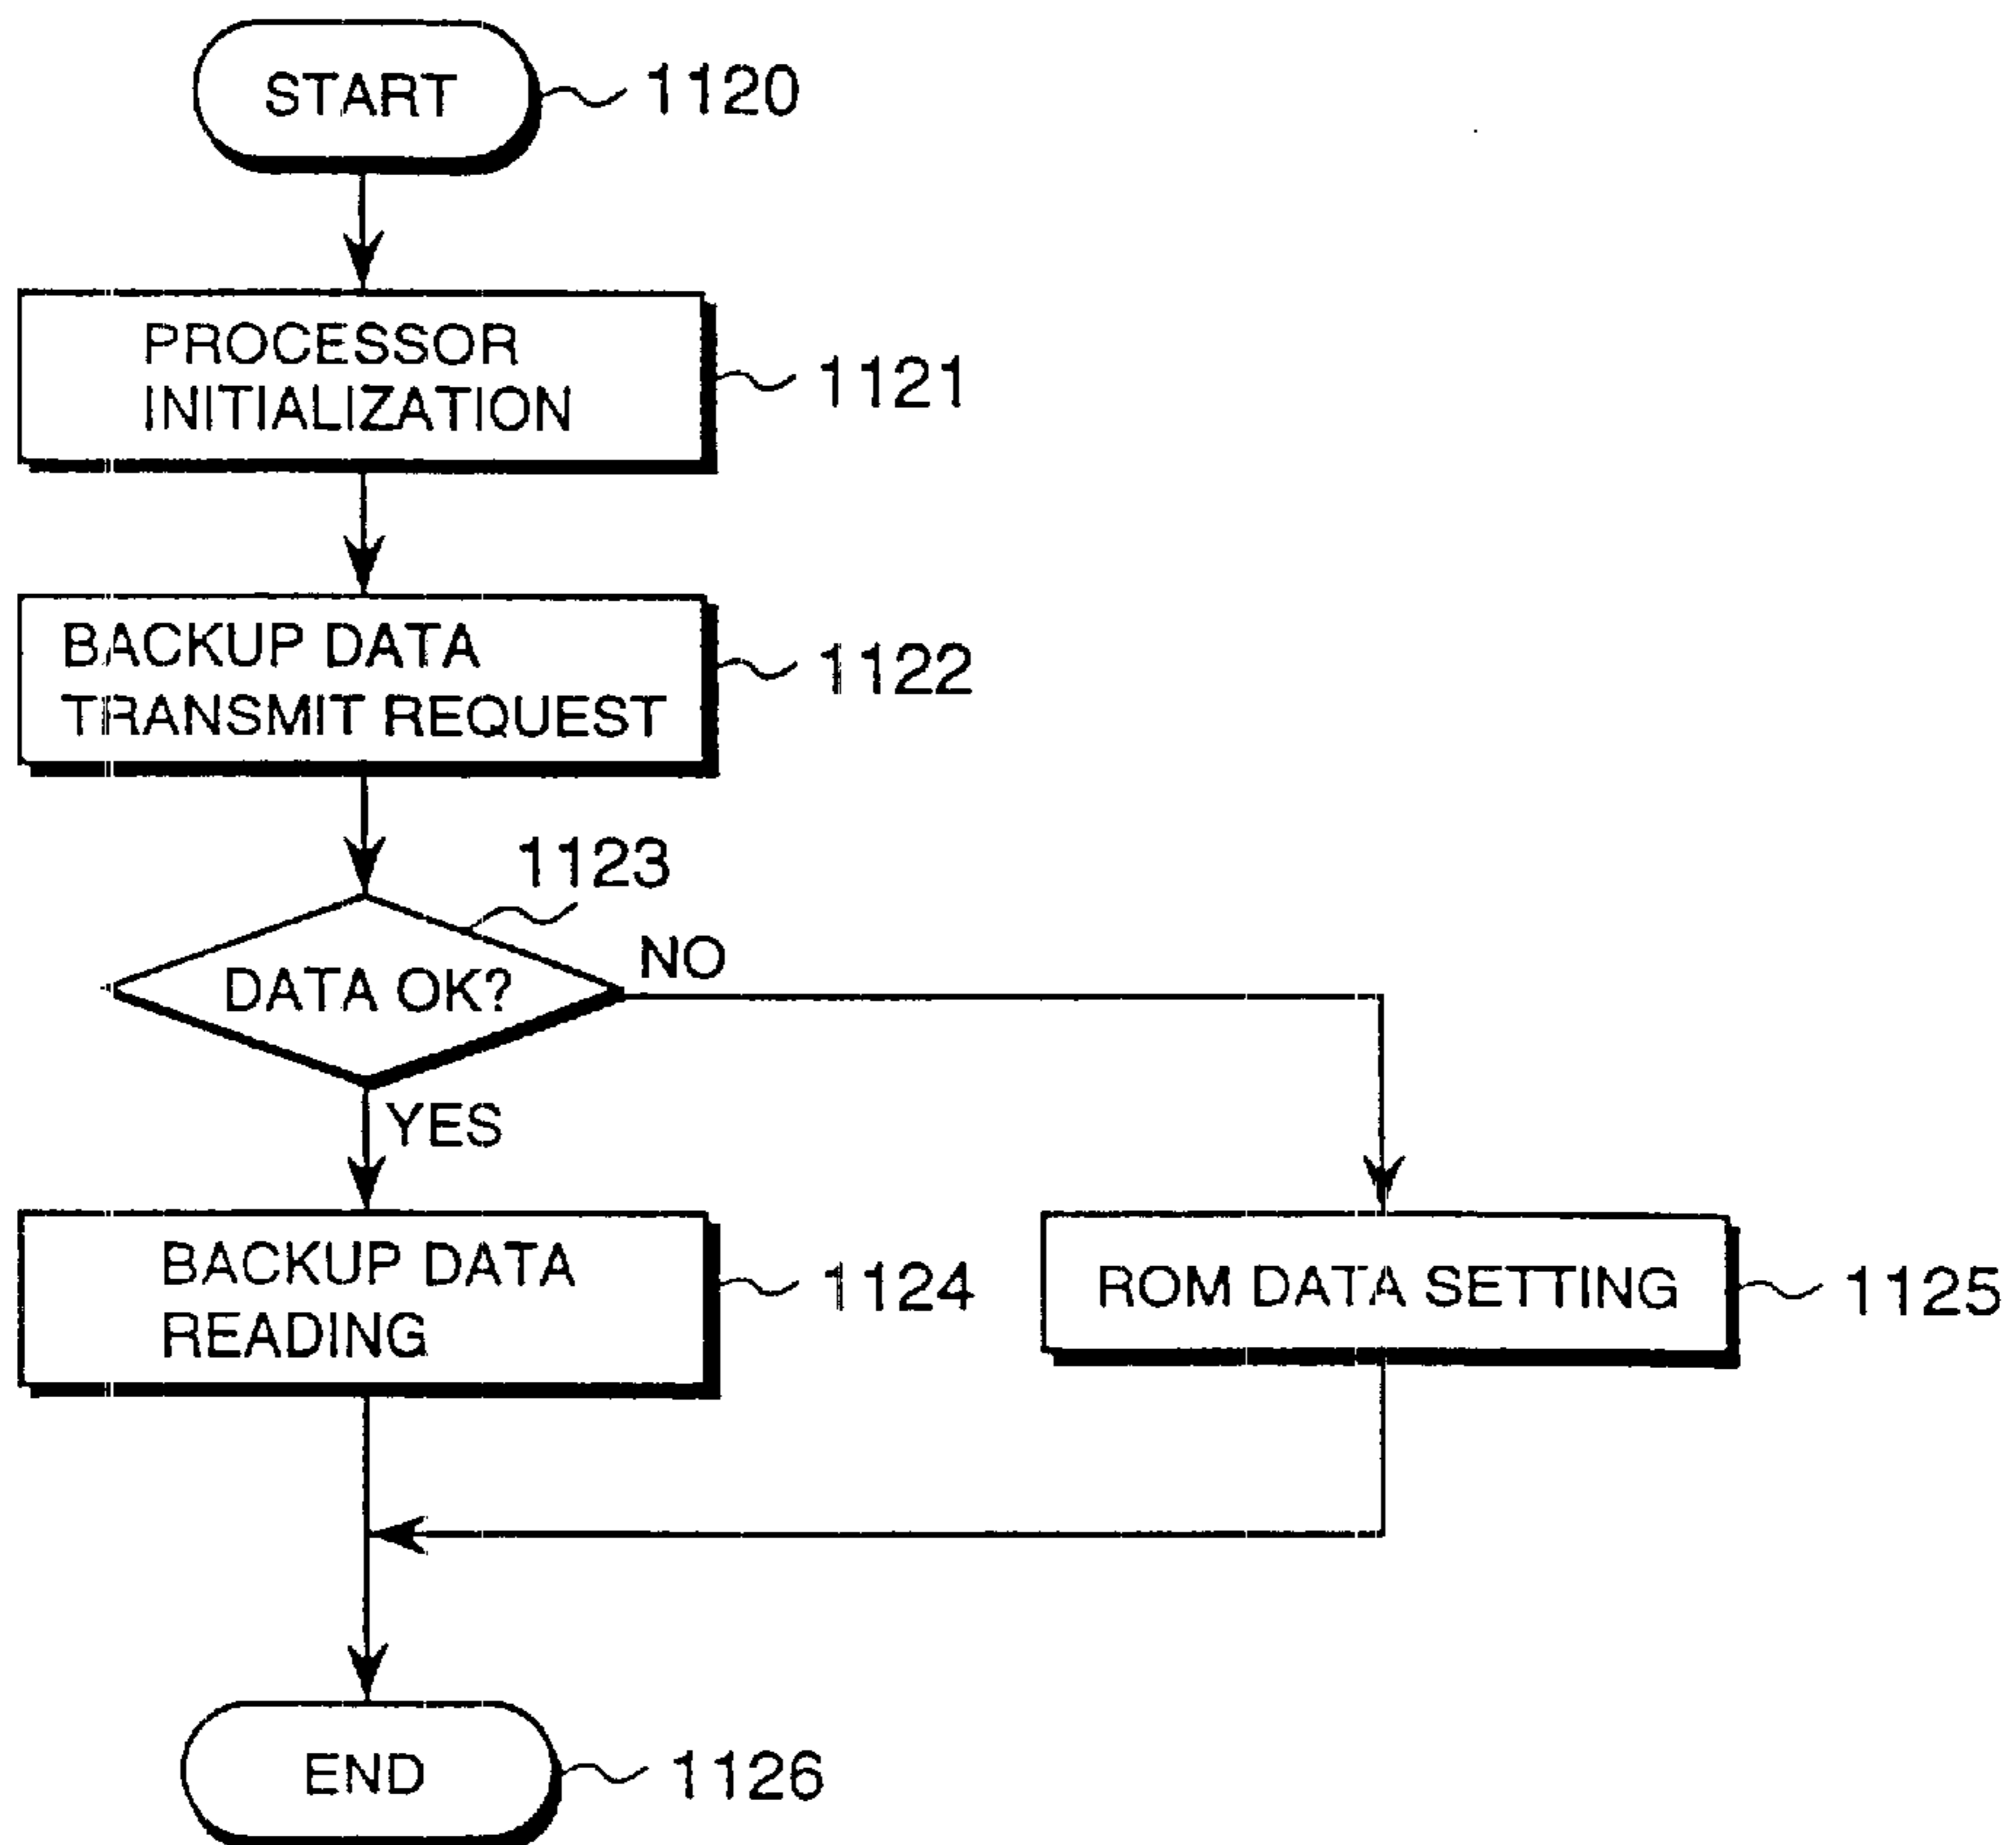 START
1120
PROCESSOR
INITIALIZATION
1121
BACKUP DATA
TRANSMIT REQUEST
1122
1123
DATA OK?
NO
YES
BACKUP DATA
READING
1124
ROM DATA SETTING
1125
END
1126